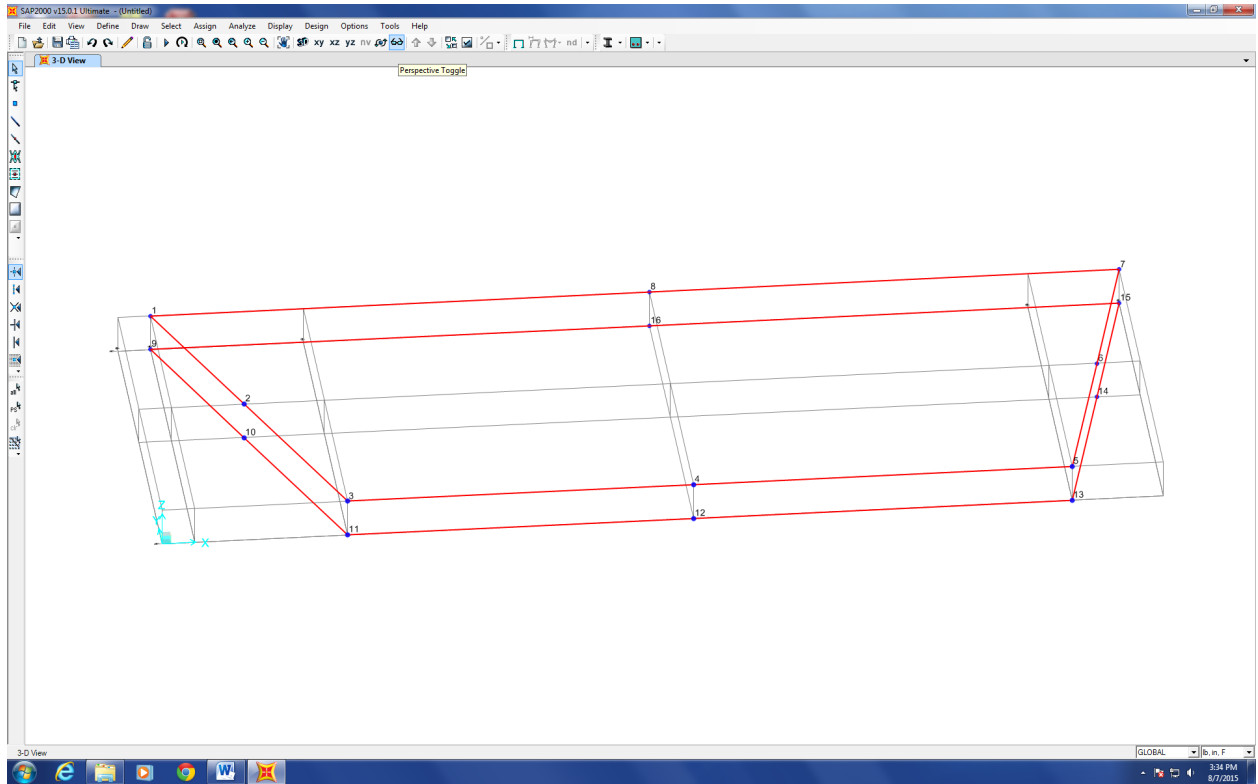 SAP2000 v15.0.1 Ultimate - (Untitled)
File Edit View Define Draw Select Assign Analyze Display Design Options Tools Help
xy xz yz nv nd
3-D View
Perspective Toggle
7
8
15
1
16
9
6
2
14
10
5
4
3
13
12
11
Z
Y
X
3-D View
GLOBAL
lb, in, F
3:34 PM
8/7/2015